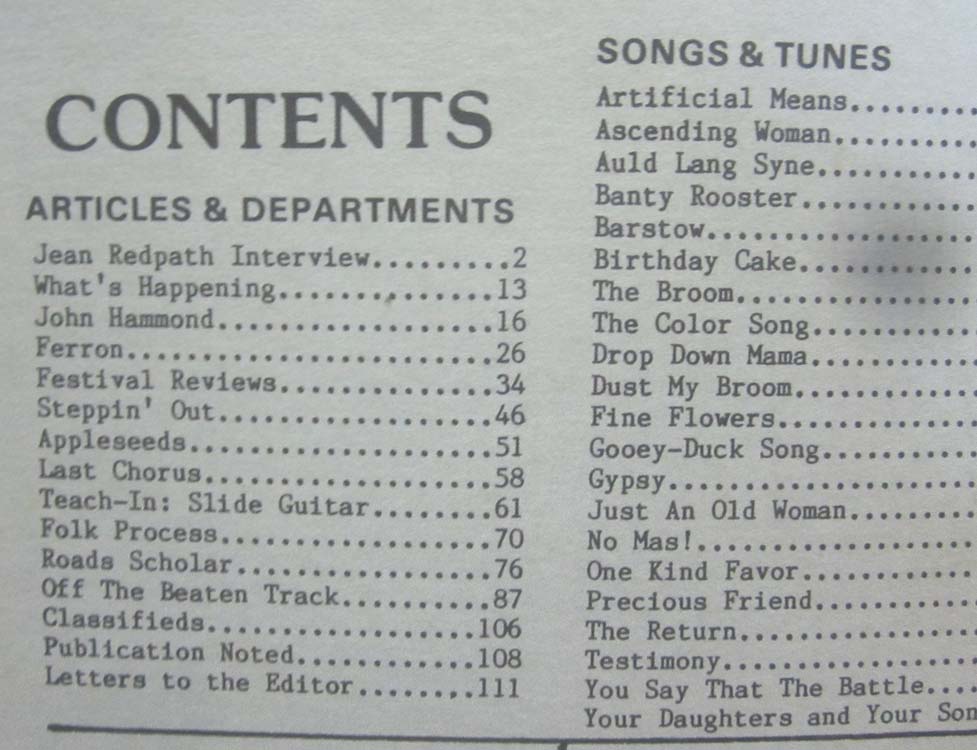 CONTENTS
ARTICLES & DEPARTMENTS
Jean Redpath Interview.........2
What's Happening..............13
John Hammond..................16
Ferron........................26
Festival Reviews..............34
Steppin' Out..................46
Appleseeds....................51
Last Chorus...................58
Teach-In: Slide Guitar........61
Folk Process..................70
Roads Scholar.................76
Off The Beaten Track..........87
Classifieds..................106
Publication Noted............108
Letters to the Editor........111
SONGS & TUNES
Artificial Means........
Ascending Woman.........
Auld Lang Syne..........
Banty Rooster...........
Barstow.................
Birthday Cake...........
The Broom...............
The Color Song..........
Drop Down Mama..........
Dust My Broom...........
Fine Flowers............
Gooey-Duck Song.........
Gypsy...................
Just An Old Woman.......
No Mas!.................
One Kind Favor..........
Precious Friend.........
The Return..............
Testimony...............
You Say That The Battle....
Your Daughters and Your Son